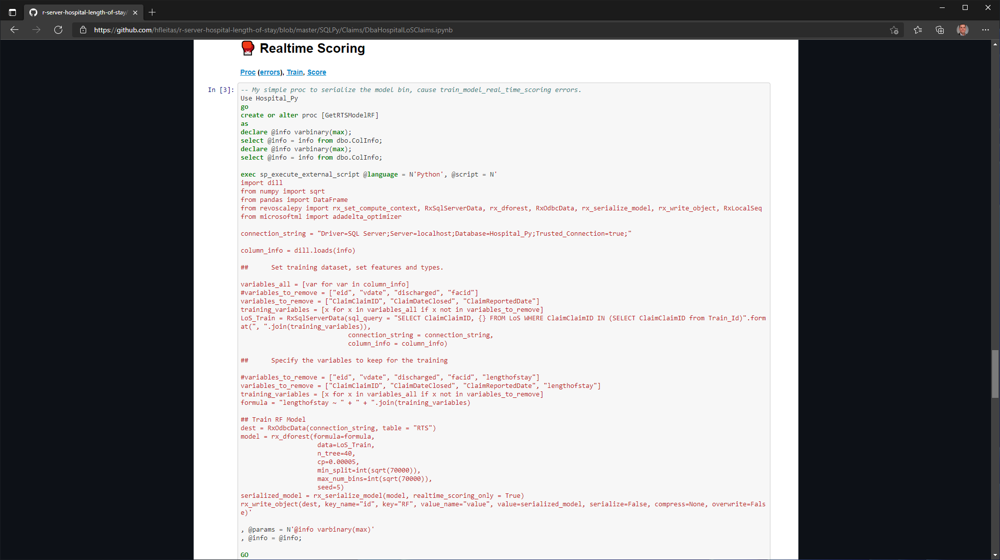 r-server-hospital-length-of-stay/
https://github.com/hfleitas/r-server-hospital-length-of-stay/blob/master/SQLPy/Claims/DbaHospitalLoSClaims.ipynb
Realtime Scoring
Proc (errors), Train, Score
In [3]:
-- My simple proc to serialize the model bin, cause train_model_real_time_scoring errors.
Use Hospital_Py
go
create or alter proc [GetRTSModelRF]
as
declare @info varbinary(max);
select @info = info from dbo.ColInfo;
declare @info varbinary(max);
select @info = info from dbo.ColInfo;
exec sp_execute_external_script @language = N'Python', @script = N'
import dill
from numpy import sqrt
from pandas import DataFrame
from revoscalepy import rx_set_compute_context, RxSqlServerData, rx_dforest, RxOdbcData, rx_serialize_model, rx_write_object, RxLocalSeq
from microsoftml import adadelta_optimizer
connection_string = "Driver=SQL Server;Server=localhost;Database=Hospital_Py;Trusted_Connection=true;"
column_info = dill.loads(info)
##      Set training dataset, set features and types.
variables_all = [var for var in column_info]
#variables_to_remove = ["eid", "vdate", "discharged", "facid"]
variables_to_remove = ["ClaimClaimID", "ClaimDateClosed", "ClaimReportedDate"]
training_variables = [x for x in variables_all if x not in variables_to_remove]
LoS_Train = RxSqlServerData(sql_query = "SELECT ClaimClaimID, {} FROM LoS WHERE ClaimClaimID IN (SELECT ClaimClaimID from Train_Id)".form
at(", ".join(training_variables)),
connection_string = connection_string,
column_info = column_info)
##      Specify the variables to keep for the training
#variables_to_remove = ["eid", "vdate", "discharged", "facid", "lengthofstay"]
variables_to_remove = ["ClaimClaimID", "ClaimDateClosed", "ClaimReportedDate", "lengthofstay"]
training_variables = [x for x in variables_all if x not in variables_to_remove]
formula = "lengthofstay ~ " + " + ".join(training_variables)
## Train RF Model
dest = RxOdbcData(connection_string, table = "RTS")
model = rx_dforest(formula=formula,
data=LoS_Train,
n_tree=40,
cp=0.00005,
min_split=int(sqrt(70000)),
max_num_bins=int(sqrt(70000)),
seed=5)
serialized_model = rx_serialize_model(model, realtime_scoring_only = True)
rx_write_object(dest, key_name="id", key="RF", value_name="value", value=serialized_model, serialize=False, compress=None, overwrite=Fals
e)'
, @params = N'@info varbinary(max)'
, @info = @info;
GO